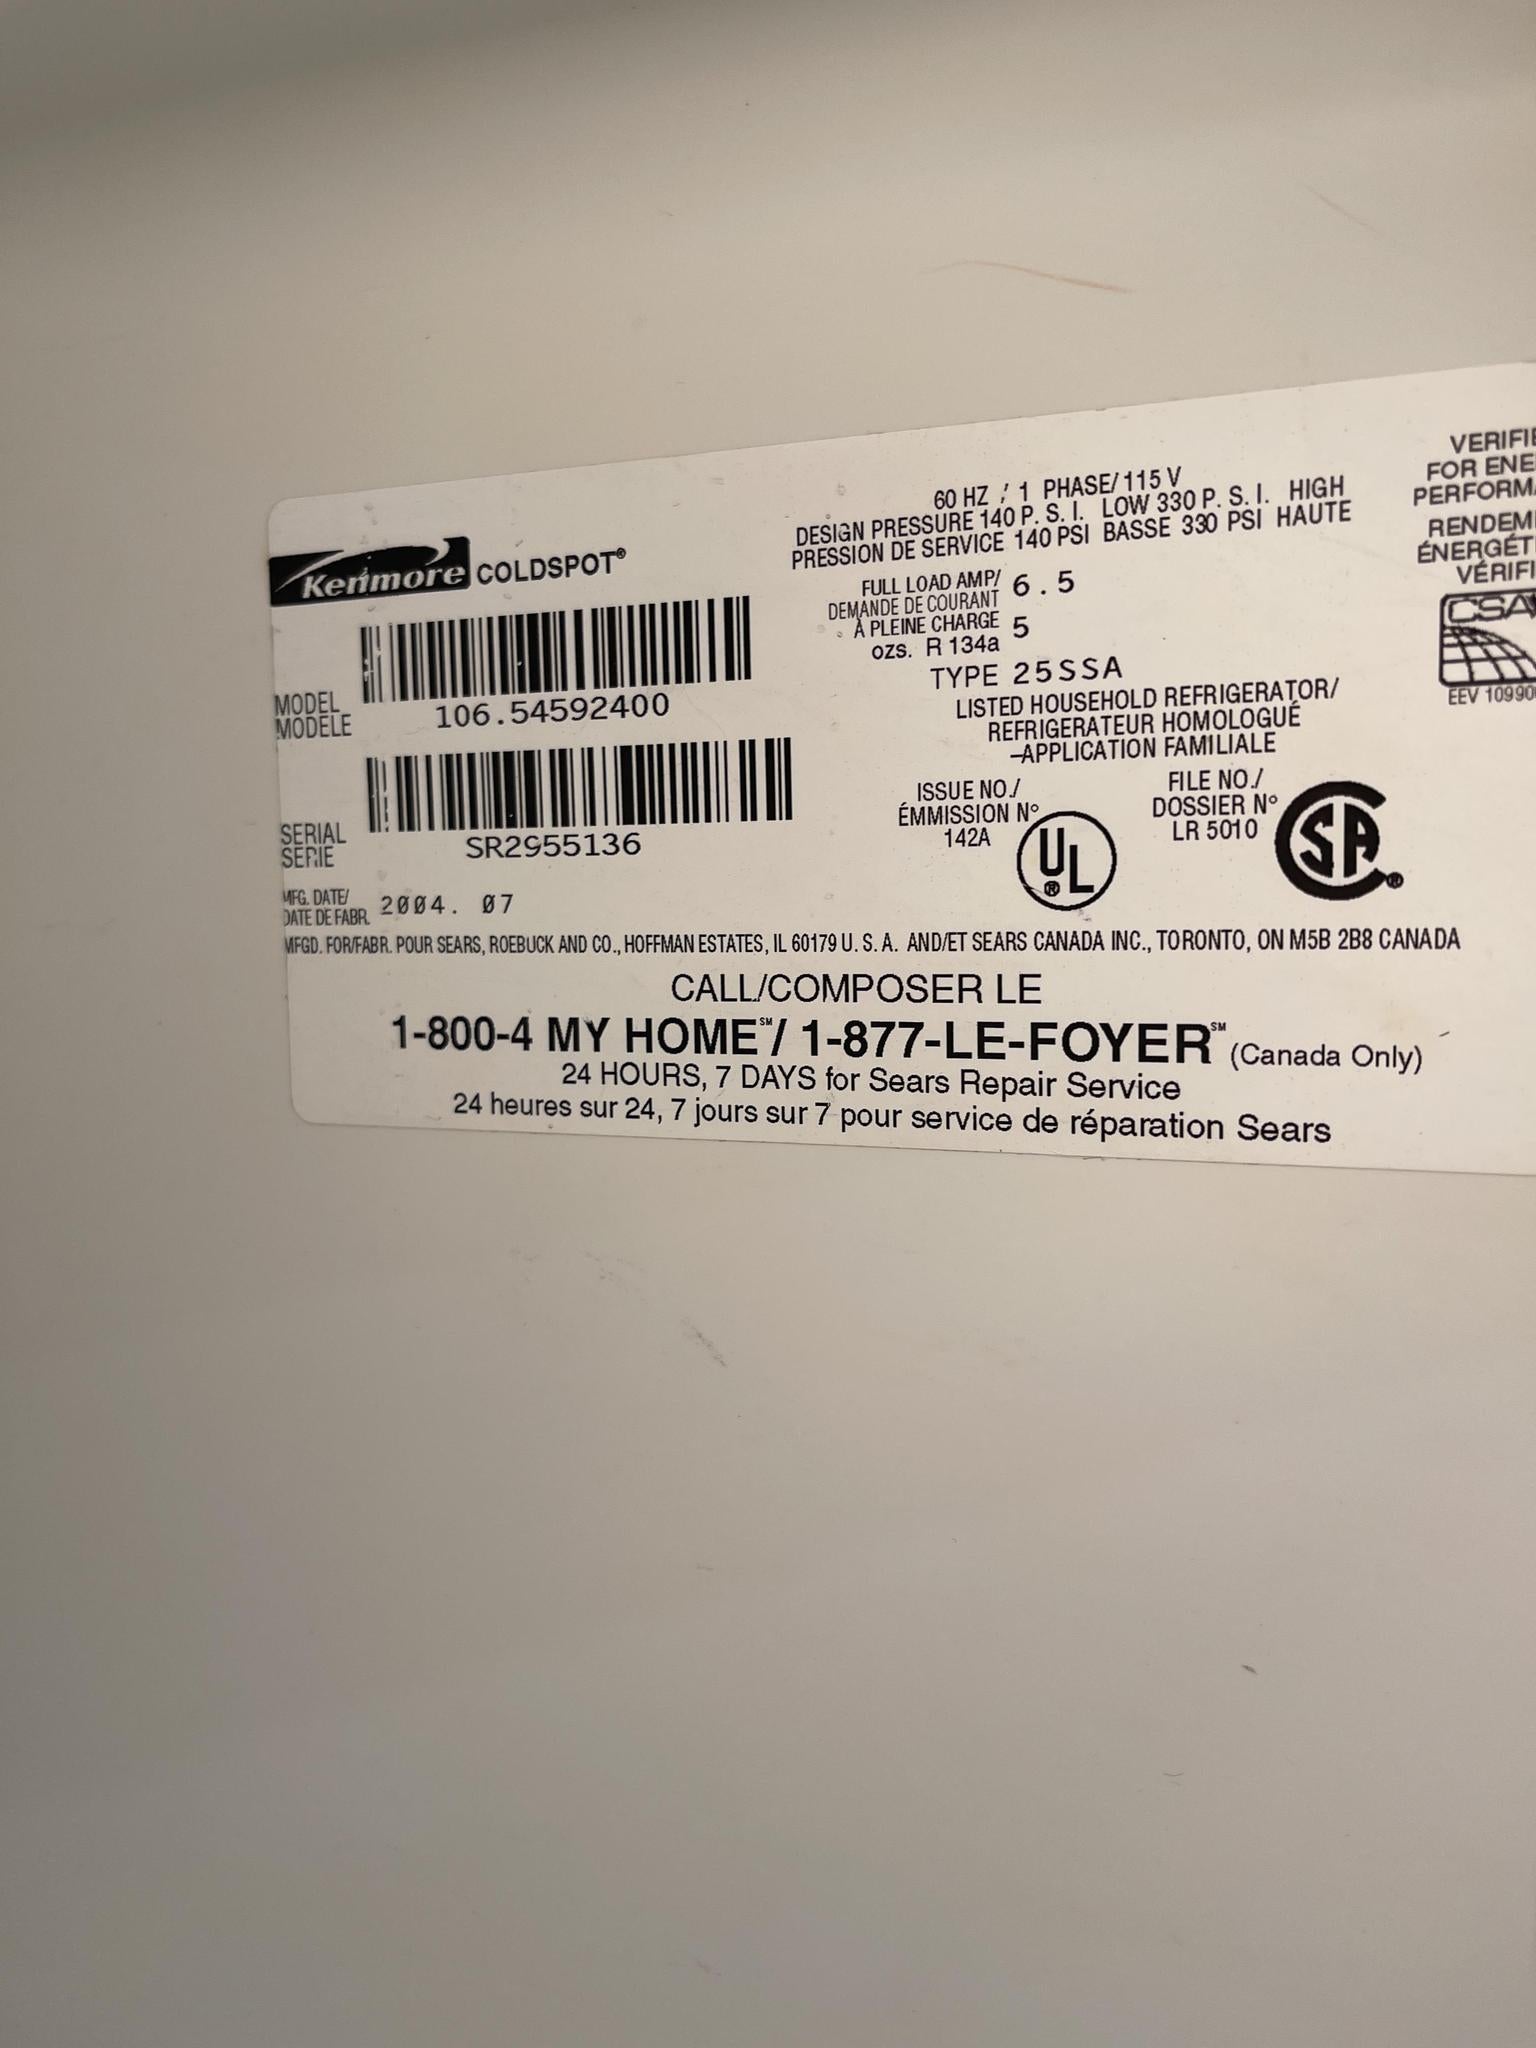 Kenmore COLDSPOT®
MODEL
MODÈLE
106.54592400
SERIAL
SERIE
SR2955136
MFG. DATE/
DATE DE FABR.
2004. 07
60 HZ / 1 PHASE/ 115 V
DESIGN PRESSURE 140 P. S. I. LOW 330 P. S. I. HIGH
PRESSION DE SERVICE 140 PSI BASSE 330 PSI HAUTE
FULL LOAD AMP/
DEMANDE DE COURANT
À PLEINE CHARGE
6.5
ozs. R 134a 5
TYPE 25SSA
LISTED HOUSEHOLD REFRIGERATOR/
REFRIGERATEUR HOMOLOGUÉ
–APPLICATION FAMILIALE
ISSUE NO./
ÉMMISSION N°
142A
UL®
FILE NO./
DOSSIER N°
LR 5010
SA®
FOR
CSA
EEV
MFGD. FOR/FABR. POUR SEARS, ROEBUCK AND CO., HOFFMAN ESTATES, IL 60179 U. S. A. AND/ET SEARS CANADA INC., TORONTO, ON M5B 2B8 CANADA
CALL/COMPOSER LE
1-800-4 MY HOME℠/ 1-877-LE-FOYER℠ (Canada Only)
24 HOURS, 7 DAYS for Sears Repair Service
24 heures sur 24, 7 jours sur 7 pour service de réparation Sears